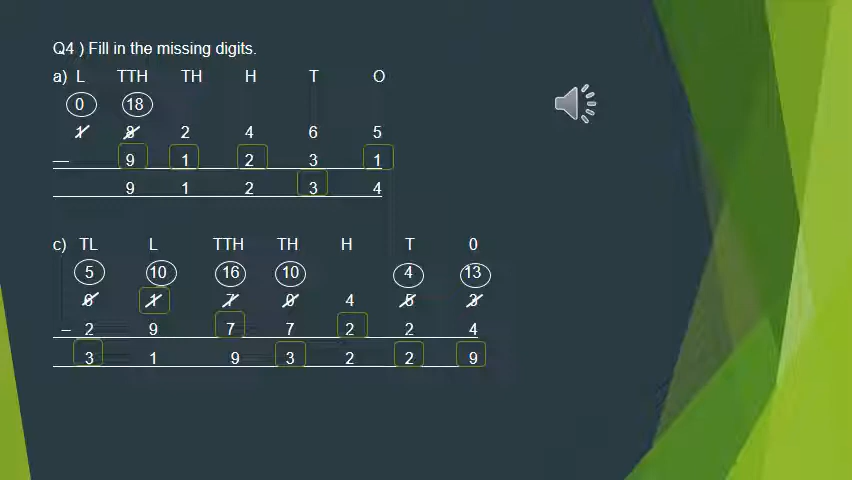 Q4 ) Fill in the missing digits.
a) L TTH TH H T O
0 18
1 8 2 4 6 5
— 9 1 2 3 1
9 1 2 3 4
c) TL L TTH TH H T 0
5 10 16 10 4 13
6 1 7 0 4 5 3
– 2 9 7 7 2 2 4
3 1 9 3 2 2 9